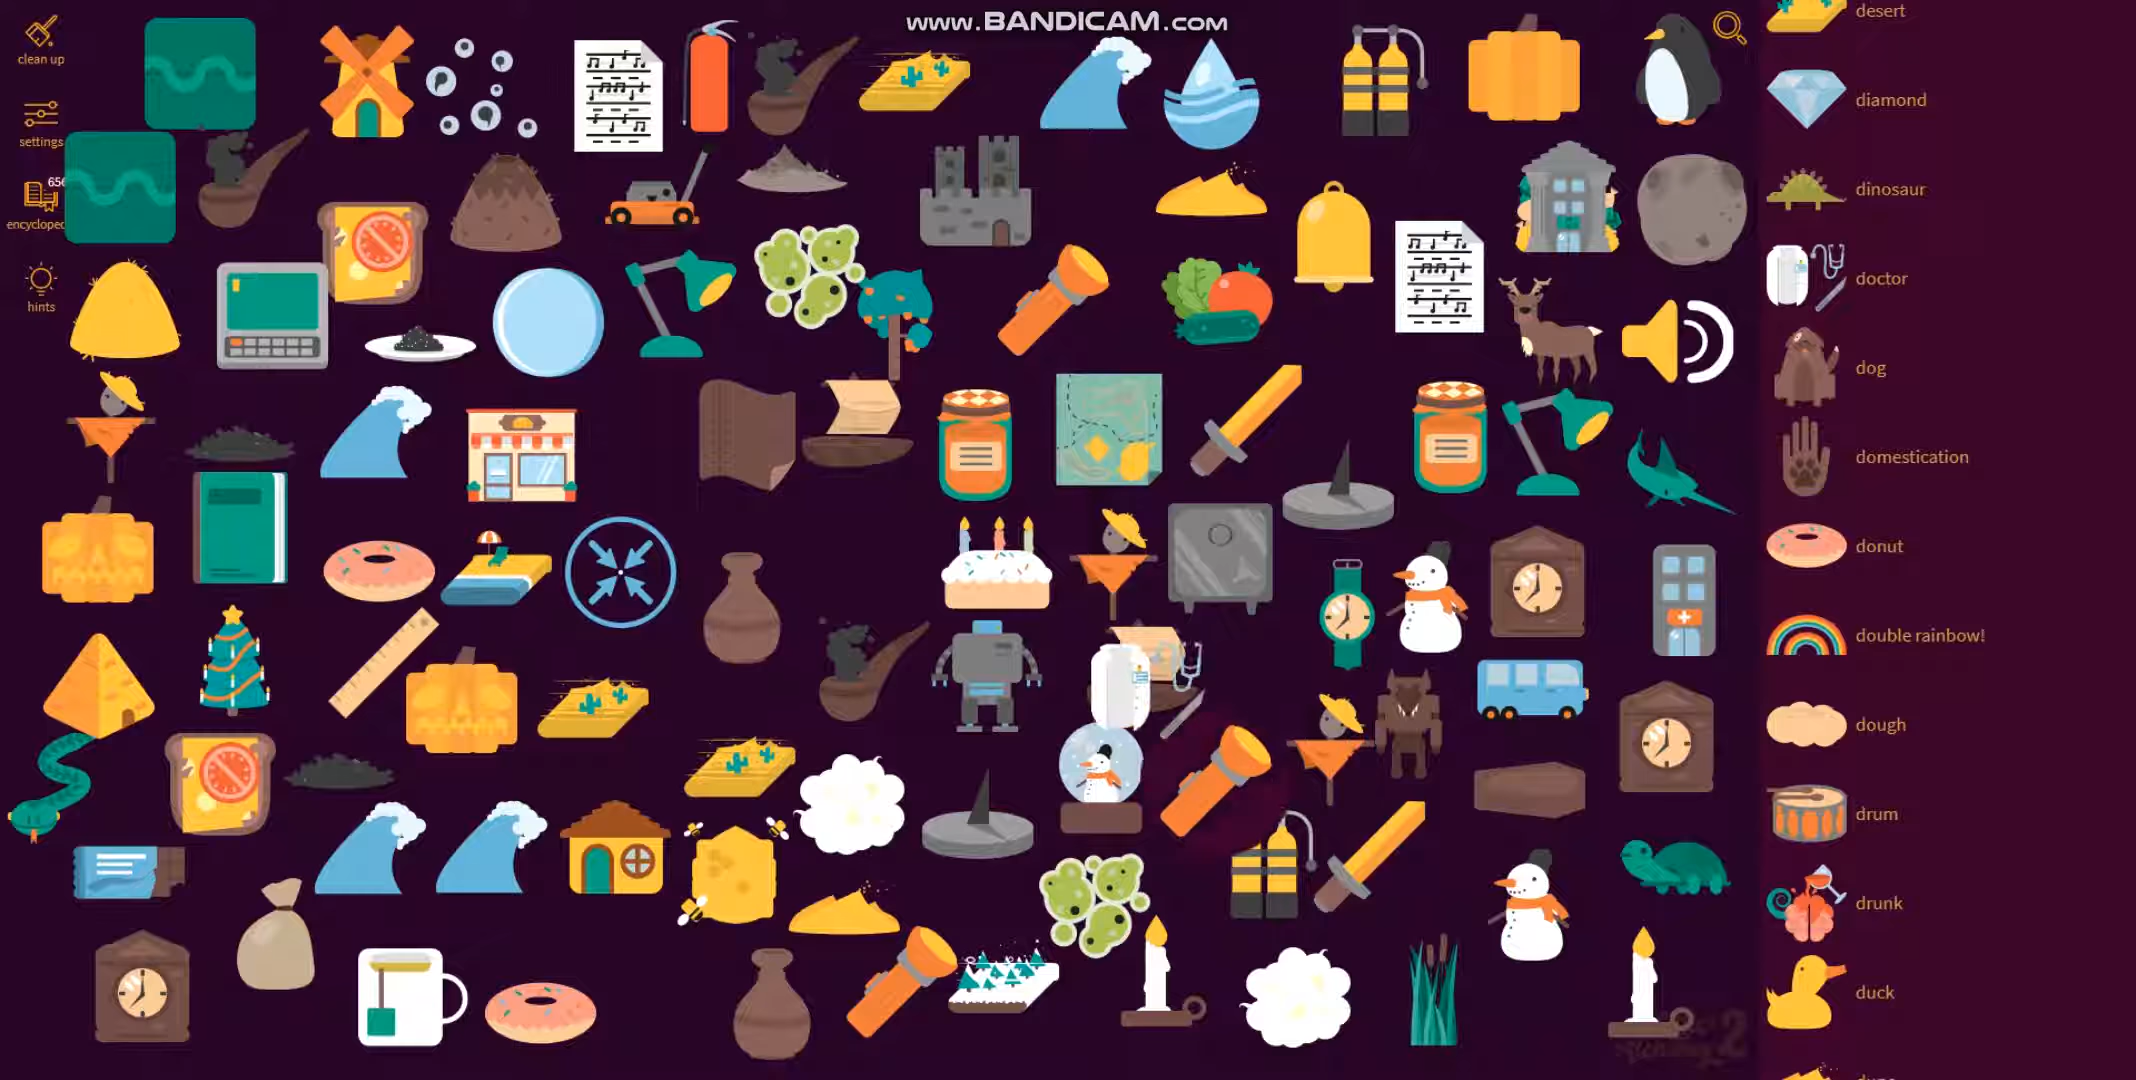 www.BANDICAM.com
clean up
settings
656
encycloped
hints
desert
diamond
dinosaur
doctor
dog
domestication
donut
double rainbow!
dough
drum
drunk
duck